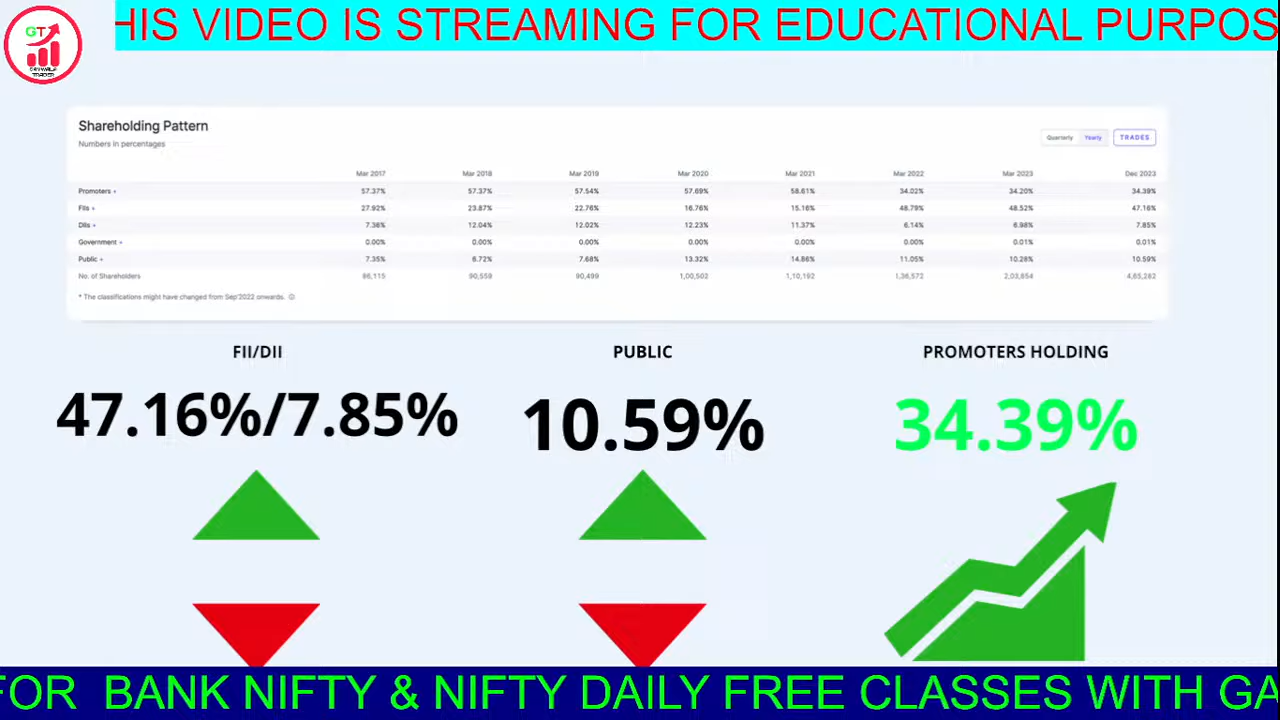 HIS VIDEO IS STREAMING FOR EDUCATIONAL PURPOS
GT
TRADER
Shareholding Pattern
Numbers in percentages
Quarterly Yearly TRADES
Mar 2017 Mar 2018 Mar 2019 Mar 2020 Mar 2021 Mar 2022 Mar 2023 Dec 2023
Promoters + 57.37% 57.37% 57.54% 57.69% 58.61% 34.02% 34.20% 34.39%
FIIs + 27.92% 23.87% 22.76% 16.76% 15.16% 48.79% 48.52% 47.16%
DIIs + 7.36% 12.04% 12.02% 12.23% 11.37% 6.14% 6.98% 7.85%
Government + 0.00% 0.00% 0.00% 0.00% 0.00% 0.00% 0.01% 0.01%
Public + 7.35% 6.72% 7.68% 13.32% 14.86% 11.05% 10.28% 10.59%
No. of Shareholders 86,115 90,559 90,499 1,00,502 1,10,192 1,36,572 2,03,654 4,65,282
* The classifications might have changed from Sep'2022 onwards.
FII/DII PUBLIC PROMOTERS HOLDING
47.16%/7.85% 10.59% 34.39%
FOR BANK NIFTY & NIFTY DAILY FREE CLASSES WITH GA